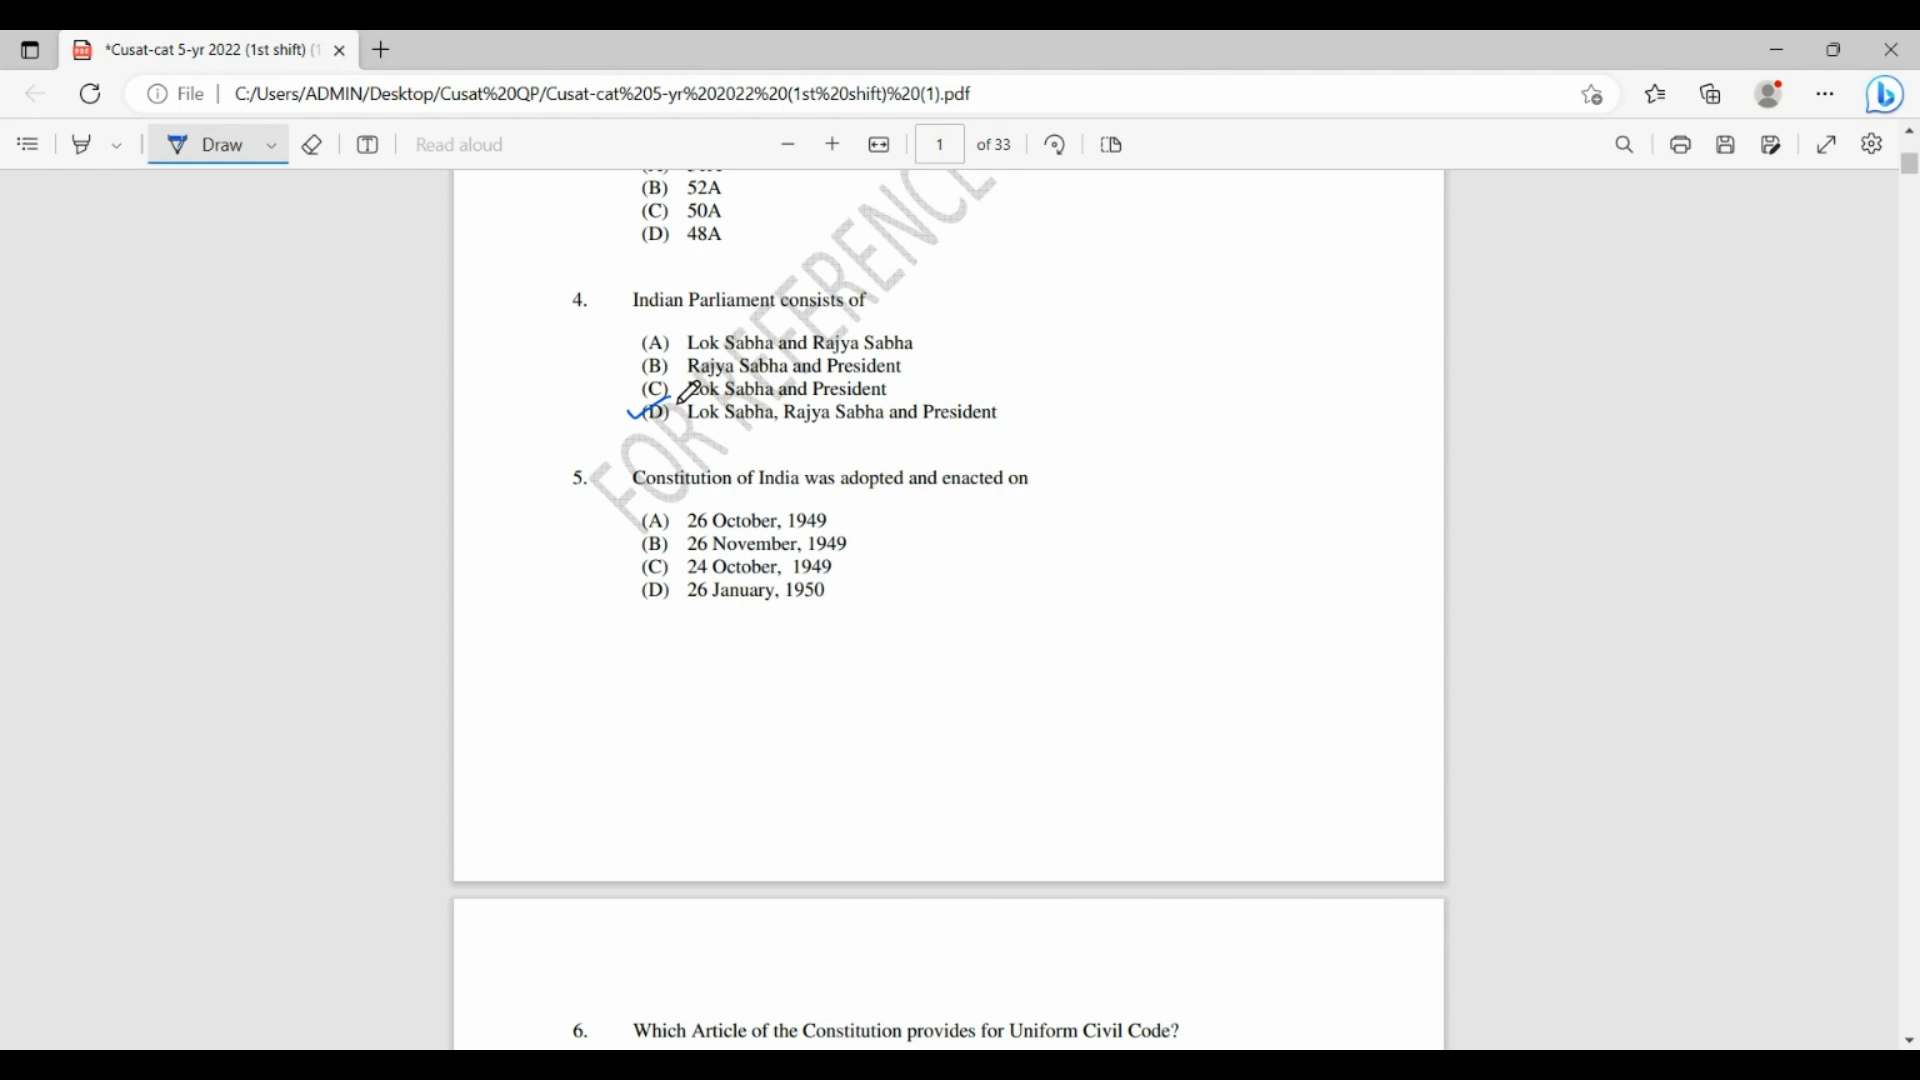 *Cusat-cat 5-yr 2022 (1st shift) (1
File
C:/Users/ADMIN/Desktop/Cusat%20QP/Cusat-cat%205-yr%202022%20(1st%20shift)%20(1).pdf
Draw
Read aloud
1 of 33
(B) 52A
(C) 50A
(D) 48A
4. Indian Parliament consists of
(A) Lok Sabha and Rajya Sabha
(B) Rajya Sabha and President
(C) Lok Sabha and President
(D) Lok Sabha, Rajya Sabha and President
5. Constitution of India was adopted and enacted on
(A) 26 October, 1949
(B) 26 November, 1949
(C) 24 October, 1949
(D) 26 January, 1950
FOR REFERENCE
6. Which Article of the Constitution provides for Uniform Civil Code?